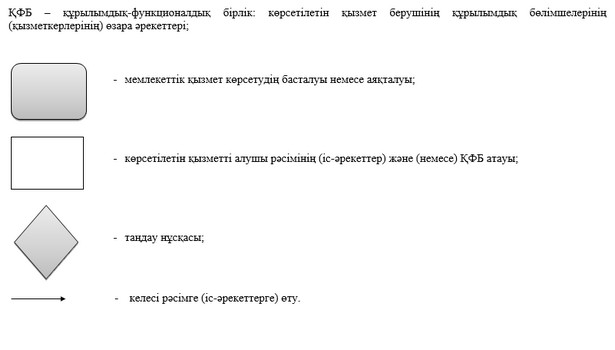 ҚФБ – құрылымдық-функционалдық бірлік: көрсетілетін қызмет берушінің құрылымдық бөлімшелерінің
(қызметкерлерінің) өзара әрекеттері;
- мемлекеттік қызмет көрсетудің басталуы немесе аяқталуы;
- көрсетілетін қызметті алушы рәсімінің (іс-әрекеттер) және (немесе) ҚФБ атауы;
- таңдау нұсқасы;
- келесі рәсімге (іс-әрекеттерге) өту.